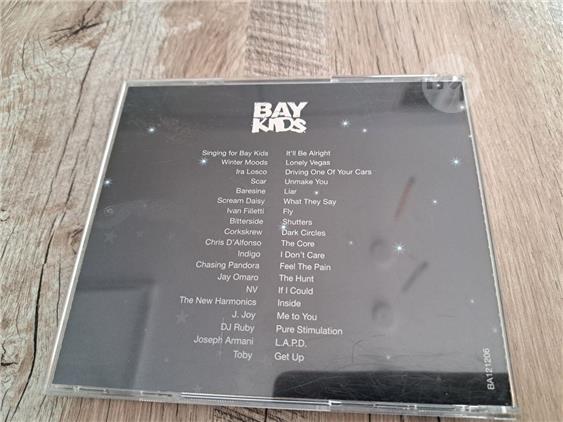 BAY
KIDS
Singing for Bay Kids It'll Be Alright
Winter Moods Lonely Vegas
Ira Losco Driving One Of Your Cars
Scar Unmake You
Baresine Liar
Scream Daisy What They Say
Ivan Filletti Fly
Bitterside Shutters
Corkskrew Dark Circles
Chris D'Alfonso The Core
Indigo I Don't Care
Chasing Pandora Feel The Pain
Jay Omaro The Hunt
NV If I Could
The New Harmonics Inside
J. Joy Me to You
DJ Ruby Pure Stimulation
Joseph Armani L.A.P.D.
Toby Get Up
BA121206